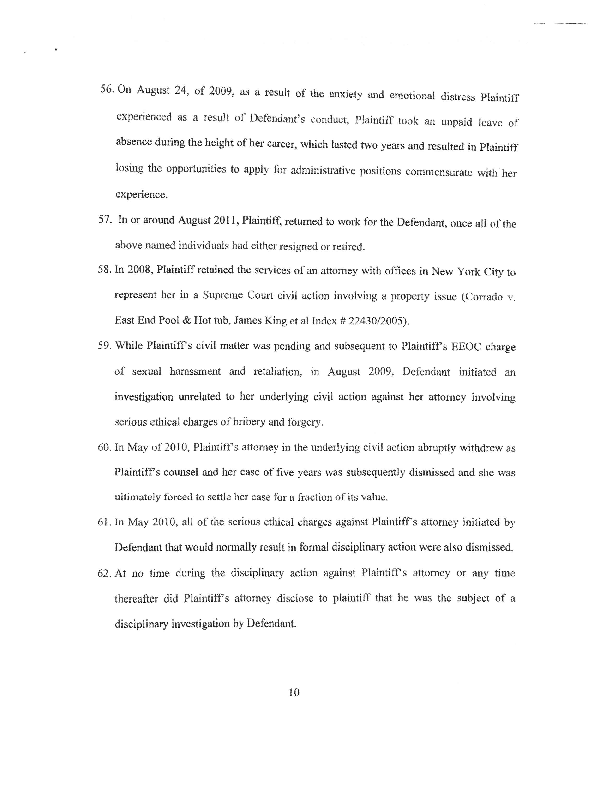 56. On August 24, of 2009, as a result of the anxiety and emotional distress Plaintiff
experienced as a result of Defendant's conduct, Plaintiff took an unpaid leave of
absence during the height of her career, which lasted two years and resulted in Plaintiff
losing the opportunities to apply for administrative positions commensurate with her
experience.
57. In or around August 2011, Plaintiff, returned to work for the Defendant, once all of the
above named individuals had either resigned or retired.
58. In 2008, Plaintiff retained the services of an attorney with offices in New York City to
represent her in a Supreme Court civil action involving a property issue (Corrado v.
East End Pool & Hot tub, James King et al Index # 22430/2005).
59. While Plaintiff's civil matter was pending and subsequent to Plaintiff's EEOC charge
of sexual harassment and retaliation, in August 2009, Defendant initiated an
investigation unrelated to her underlying civil action against her attorney involving
serious ethical charges of bribery and forgery.
60. In May of 2010, Plaintiff's attorney in the underlying civil action abruptly withdrew as
Plaintiff's counsel and her case of five years was subsequently dismissed and she was
ultimately forced to settle her case for a fraction of its value.
61. In May 2010, all of the serious ethical charges against Plaintiff's attorney initiated by
Defendant that would normally result in formal disciplinary action were also dismissed.
62. At no time during the disciplinary action against Plaintiff's attorney or any time
thereafter did Plaintiff's attorney disclose to plaintiff that he was the subject of a
disciplinary investigation by Defendant.
10